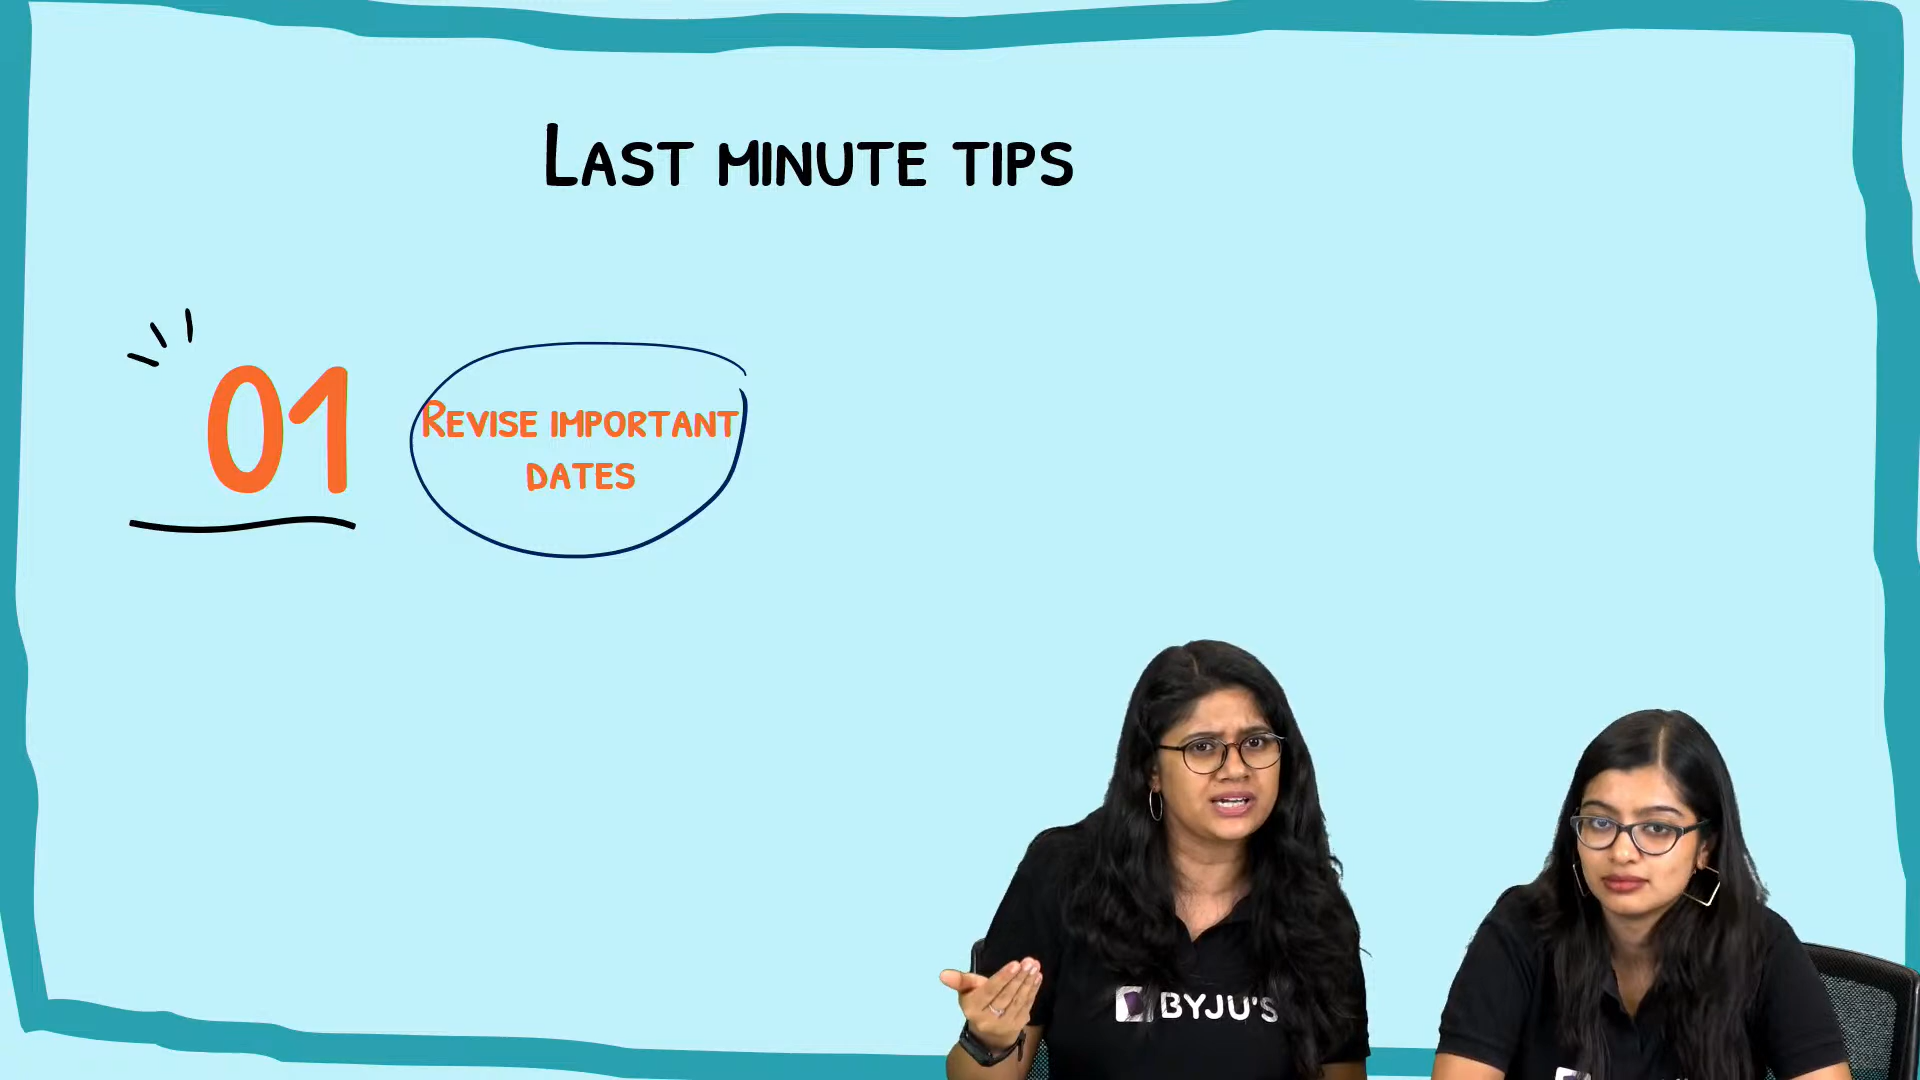 LAST MINUTE TIPS
01
REVISE IMPORTANT
DATES
BYJU'S